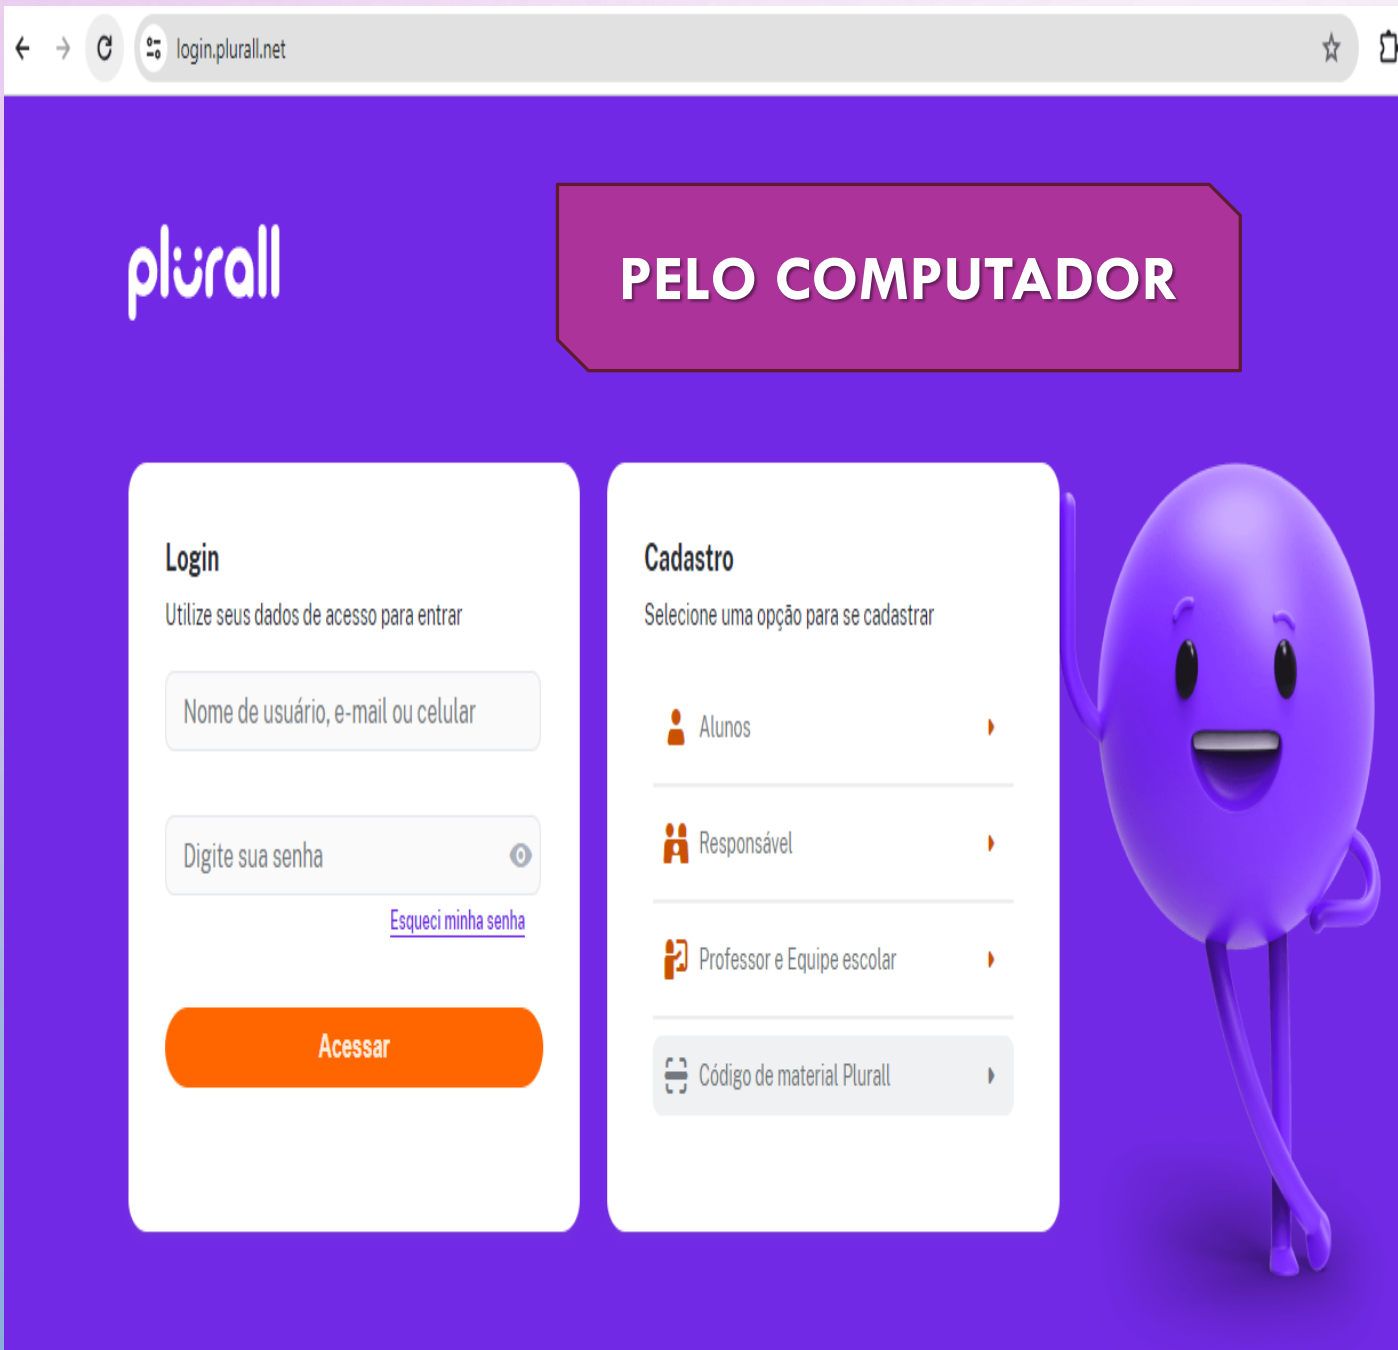 login.plurall.net
plurall
PELO COMPUTADOR
Login
Utilize seus dados de acesso para entrar
Nome de usuário, e-mail ou celular
Digite sua senha
Esqueci minha senha
Acessar
Cadastro
Selecione uma opção para se cadastrar
Alunos
Responsável
Professor e Equipe escolar
Código de material Plurall